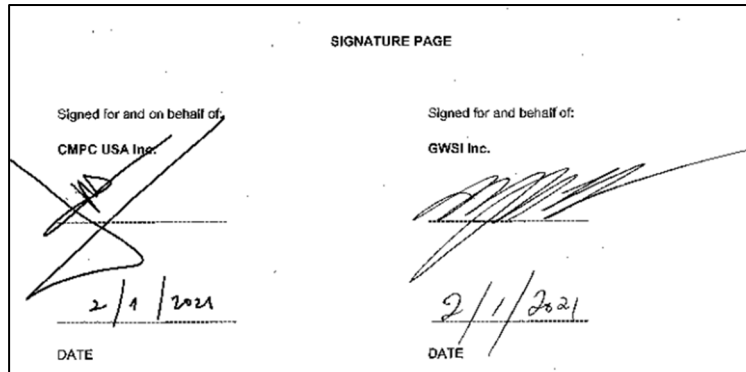 SIGNATURE PAGE
Signed for and on behalf of:
CMPC USA Inc.
2/1/2021
DATE
Signed for and behalf of:
GWSI Inc.
2/1/2021
DATE